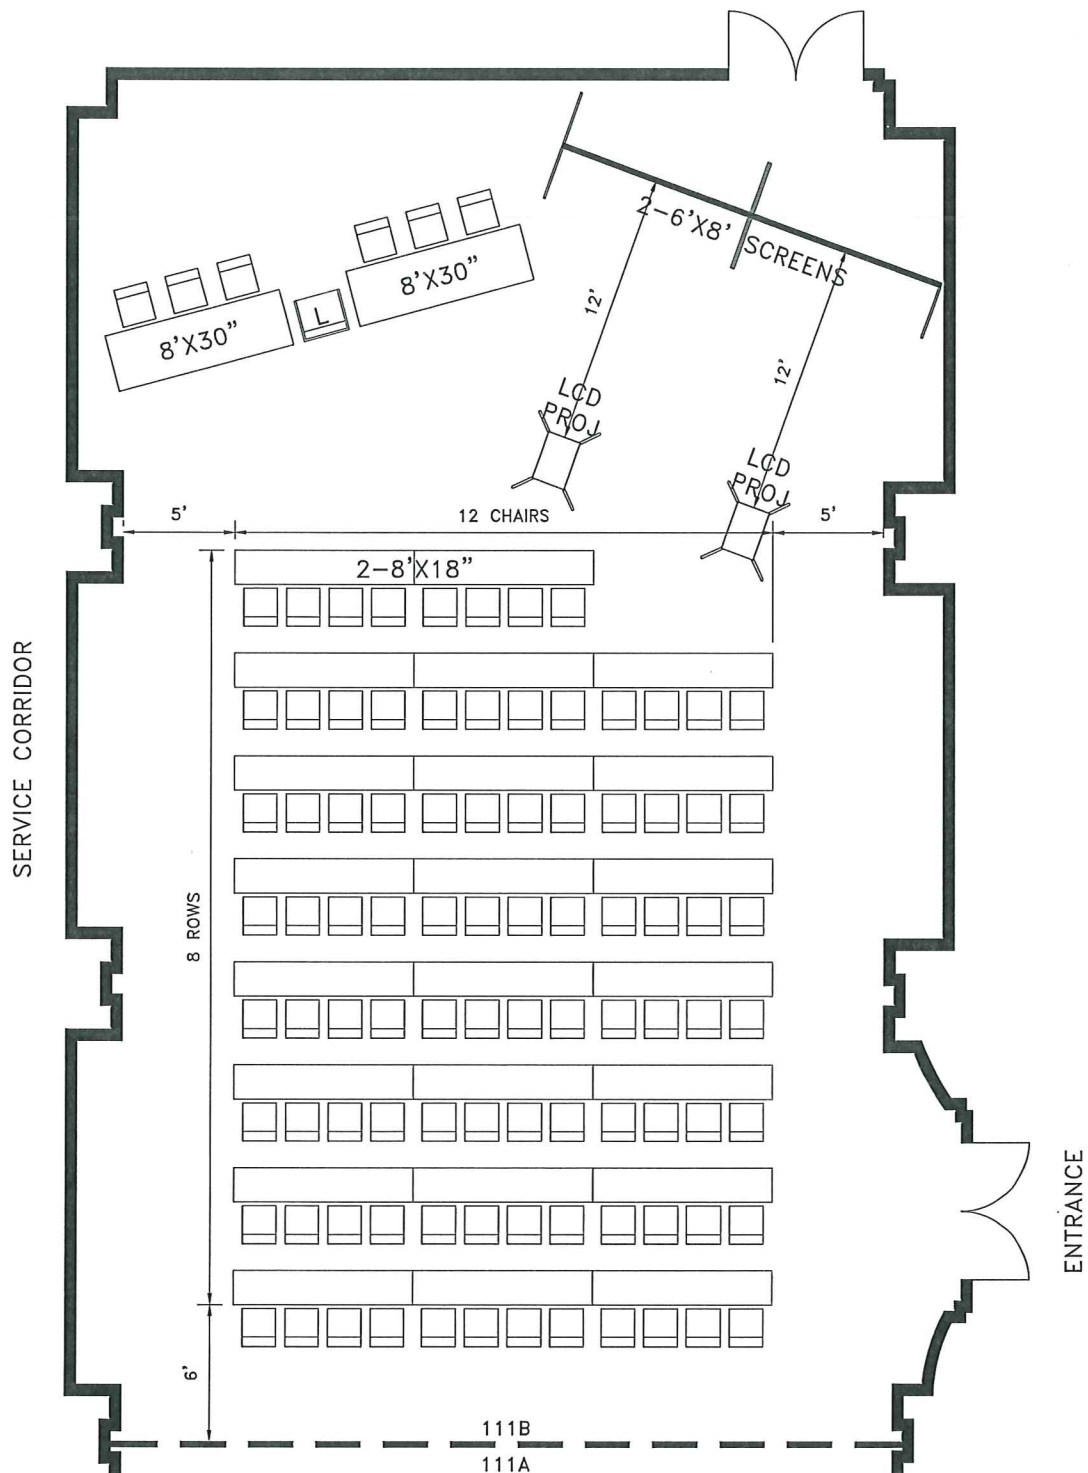 2-6'X8' SCREENS
8'X30"
L
8'X30"
12'
12'
LCD
PROJ
LCD
PROJ
5'
12 CHAIRS
5'
2-8'X18"
SERVICE CORRIDOR
8 ROWS
ENTRANCE
6'
111B
111A